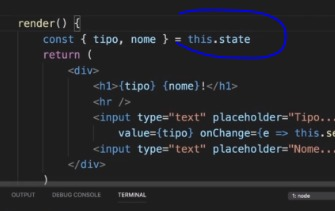 render() {
const { tipo, nome } = this.state
return (
<div>
<h1>{tipo} {nome}!</h1>
<hr />
<input type="text" placeholder="Tipo...
value={tipo} onChange={e => this.se
<input type="text" placeholder="Nome...
</div>
)
OUTPUT DEBUG CONSOLE TERMINAL 1: node